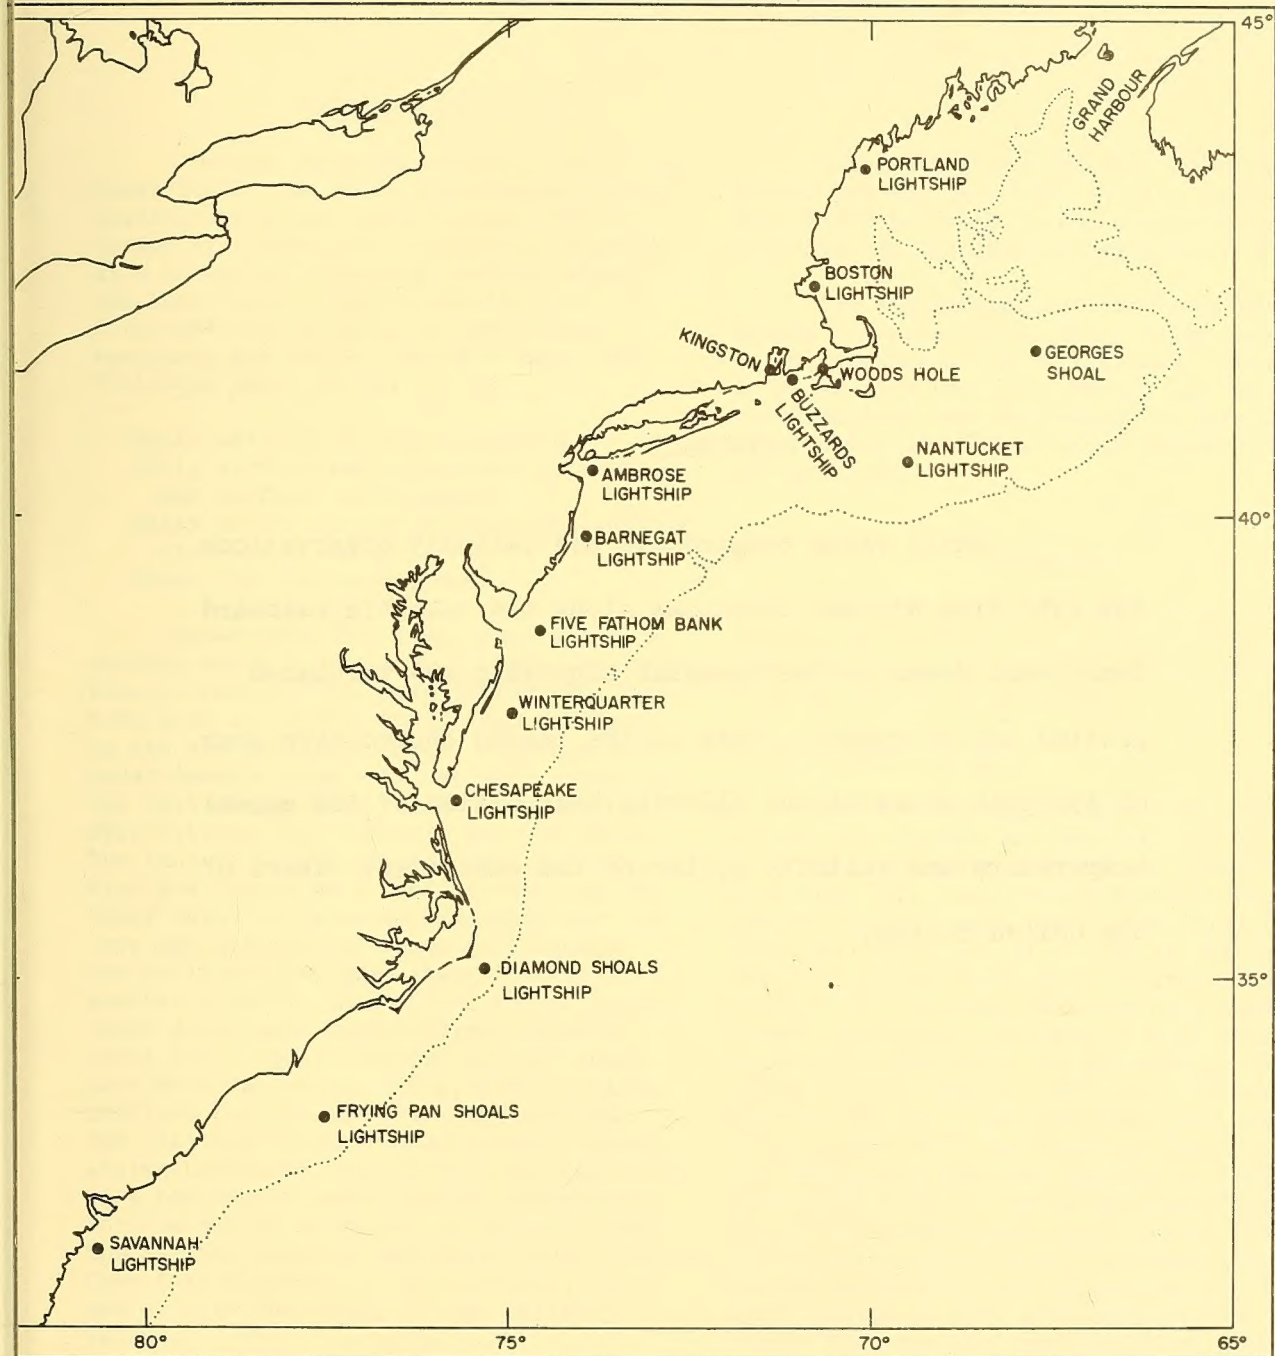 45°
GRAND
HARBOUR
PORTLAND
LIGHTSHIP
BOSTON
LIGHTSHIP
KINGSTON
GEORGES
SHOAL
WOODS HOLE
BUZZARDS
LIGHTSHIP
NANTUCKET
LIGHTSHIP
AMBROSE
LIGHTSHIP
40°
BARNEGAT
LIGHTSHIP
FIVE FATHOM BANK
LIGHTSHIP
WINTERQUARTER
LIGHTSHIP
CHESAPEAKE
LIGHTSHIP
DIAMOND SHOALS
LIGHTSHIP
35°
FRYING PAN SHOALS
LIGHTSHIP
SAVANNAH
LIGHTSHIP
80°
75°
70°
65°